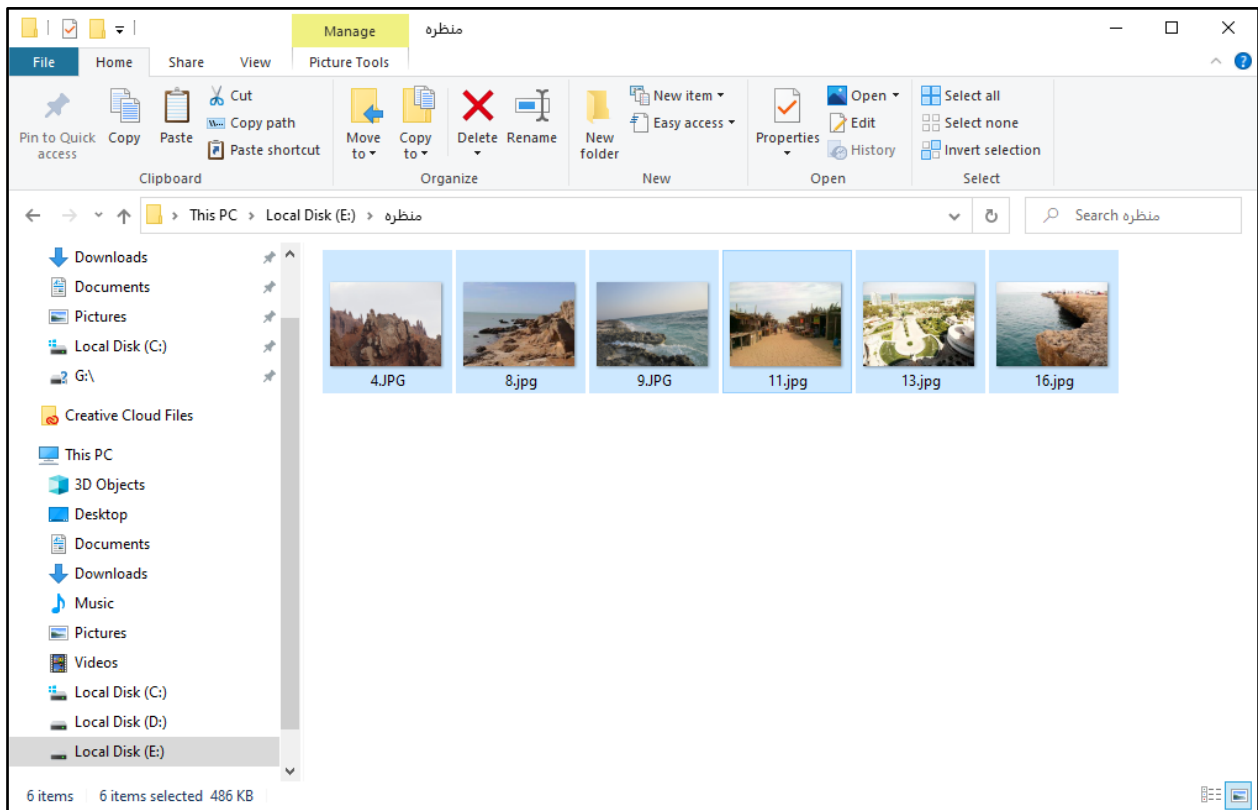 Manage
منظره
File
Home
Share
View
Picture Tools
Pin to Quick access
Copy
Paste
Cut
Copy path
Paste shortcut
Clipboard
Move to
Copy to
Delete
Rename
Organize
New folder
New item
Easy access
New
Properties
Open
Edit
History
Open
Select all
Select none
Invert selection
Select
This PC > Local Disk (E:) > منظره
Search منظره
Downloads
Documents
Pictures
Local Disk (C:)
G:\
Creative Cloud Files
This PC
3D Objects
Desktop
Documents
Downloads
Music
Pictures
Videos
Local Disk (C:)
Local Disk (D:)
Local Disk (E:)
4.JPG
8.jpg
9.JPG
11.jpg
13.jpg
16.jpg
6 items
6 items selected 486 KB